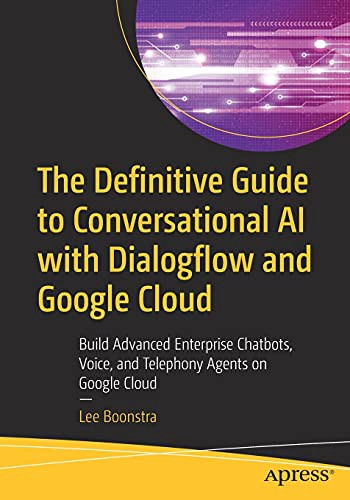 The Definitive Guide
to Conversational AI
with Dialogflow and
Google Cloud
Build Advanced Enterprise Chatbots,
Voice, and Telephony Agents on
Google Cloud
—
Lee Boonstra
Apress®